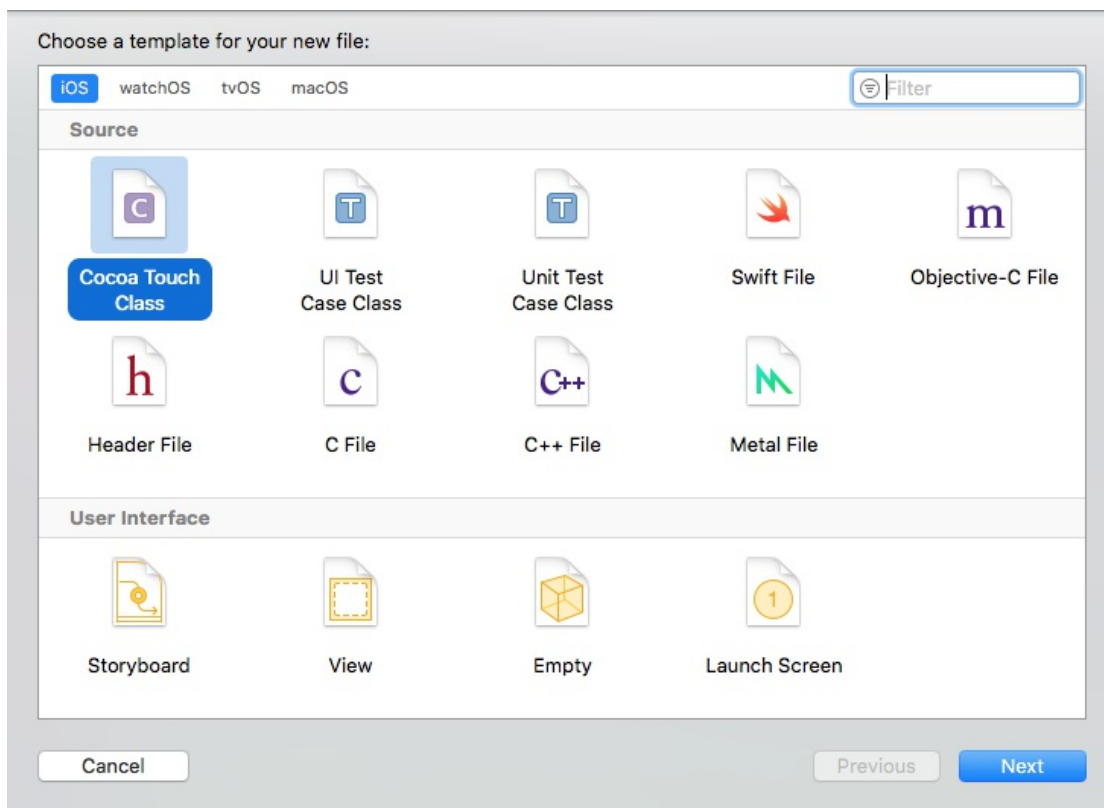 Choose a template for your new file:
iOS watchOS tvOS macOS Filter
Source
C T T m
Cocoa Touch Class
UI Test Case Class
Unit Test Case Class
Swift File
Objective-C File
h c C++
Header File
C File
C++ File
Metal File
User Interface
1
Storyboard
View
Empty
Launch Screen
Cancel Previous Next